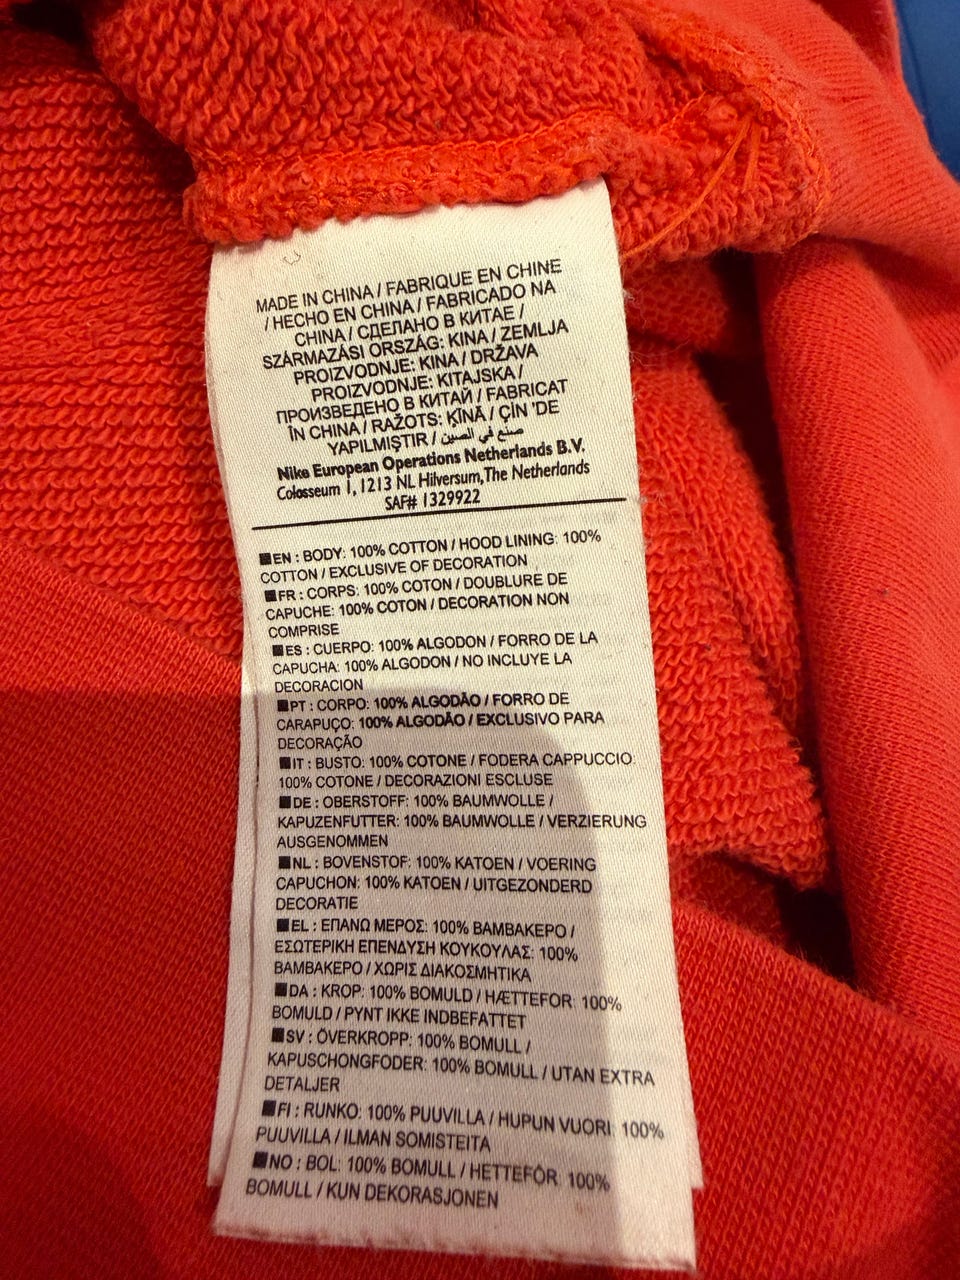 MADE IN CHINA / FABRIQUE EN CHINE
/ HECHO EN CHINA / FABRICADO NA
CHINA / СДЕЛАНО В КИТАЕ /
SZÁRMAZÁSI ORSZÁG: KINA / ZEMLJA
PROIZVODNJE: KINA / DRŽAVA
PROIZVODNJE: KITAJSKA /
ПРОИЗВЕДЕНО В КИТАЙ / FABRICAT
ÎN CHINA / RAŽOTS: ĶĪNĀ / ÇİN 'DE
YAPILMIŞTIR / صنع في الصين
Nike European Operations Netherlands B.V.
Colosseum 1, 1213 NL Hilversum, The Netherlands
SAF# 1329922
■EN : BODY: 100% COTTON / HOOD LINING: 100%
COTTON / EXCLUSIVE OF DECORATION
■FR : CORPS: 100% COTON / DOUBLURE DE
CAPUCHE: 100% COTON / DECORATION NON
COMPRISE
■ES : CUERPO: 100% ALGODON / FORRO DE LA
CAPUCHA: 100% ALGODON / NO INCLUYE LA
DECORACION
■PT : CORPO: 100% ALGODÃO / FORRO DE
CARAPUÇO: 100% ALGODÃO / EXCLUSIVO PARA
DECORAÇÃO
■IT : BUSTO: 100% COTONE / FODERA CAPPUCCIO:
100% COTONE / DECORAZIONI ESCLUSE
■DE : OBERSTOFF: 100% BAUMWOLLE /
KAPUZENFUTTER: 100% BAUMWOLLE / VERZIERUNG
AUSGENOMMEN
■NL : BOVENSTOF: 100% KATOEN / VOERING
CAPUCHON: 100% KATOEN / UITGEZONDERD
DECORATIE
■EL : ΕΠΑΝΩ ΜΕΡΟΣ: 100% ΒΑΜΒΑΚΕΡΟ /
ΕΣΩΤΕΡΙΚΗ ΕΠΕΝΔΥΣΗ ΚΟΥΚΟΥΛΑΣ: 100%
ΒΑΜΒΑΚΕΡΟ / ΧΩΡΙΣ ΔΙΑΚΟΣΜΗΤΙΚΑ
■DA : KROP: 100% BOMULD / HÆTTEFOR: 100%
BOMULD / PYNT IKKE INDBEFATTET
■SV : ÖVERKROPP: 100% BOMULL /
KAPUSCHONGFODER: 100% BOMULL / UTAN EXTRA
DETALJER
■FI : RUNKO: 100% PUUVILLA / HUPUN VUORI: 100%
PUUVILLA / ILMAN SOMISTEITA
■NO : BOL: 100% BOMULL / HETTEFÔR: 100%
BOMULL / KUN DEKORASJONEN